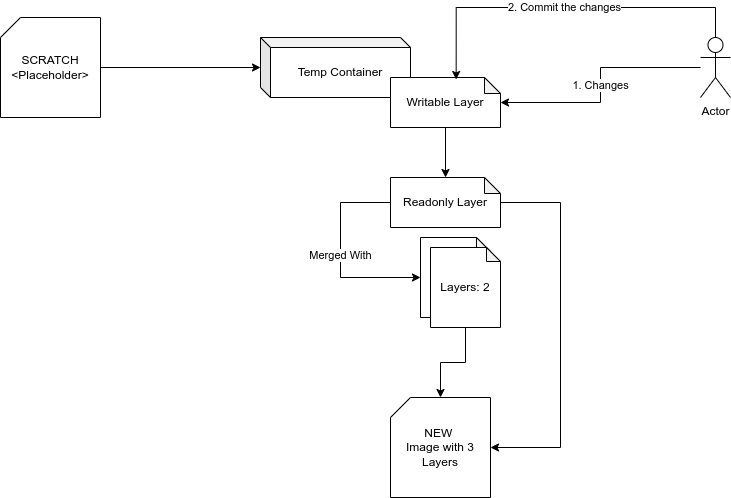 2. Commit the changes
SCRATCH
<Placeholder>
Temp Container
1. Changes
Writable Layer
Actor
Readonly Layer
Merged With
Layers: 2
NEW
Image with 3
Layers